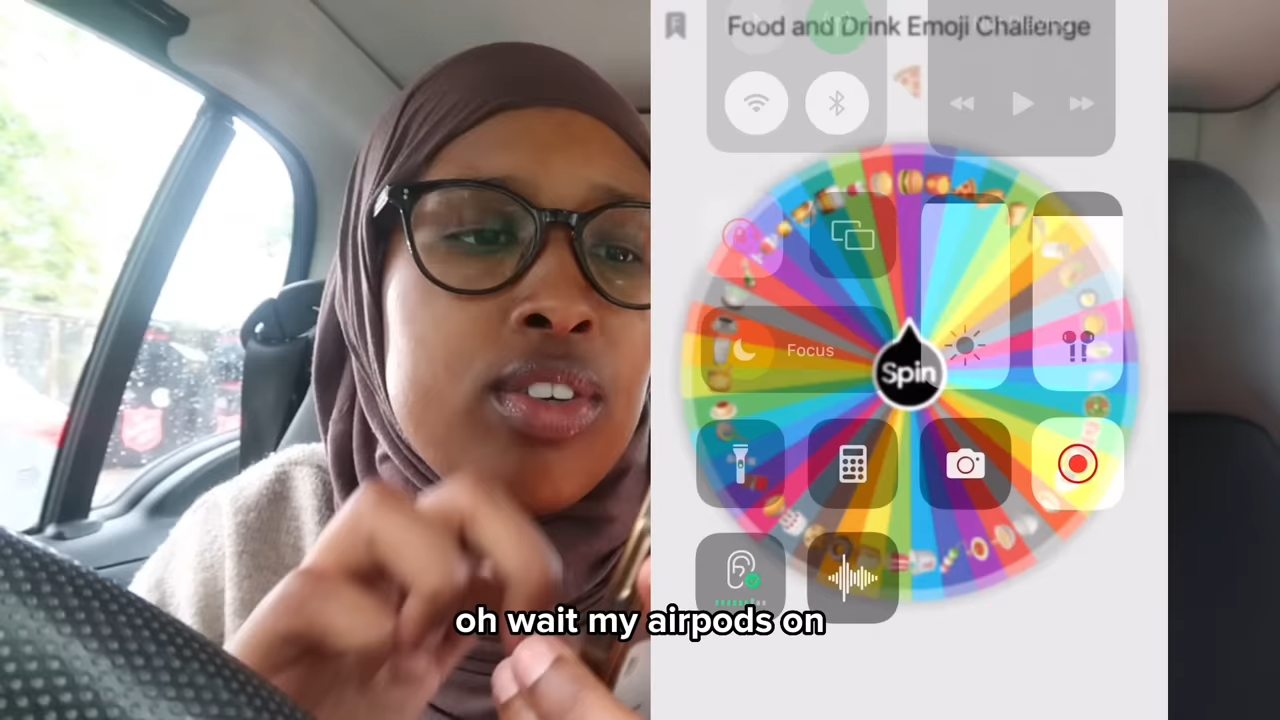 Food and Drink Emoji Challenge
Focus
Spin
oh wait my airpods on